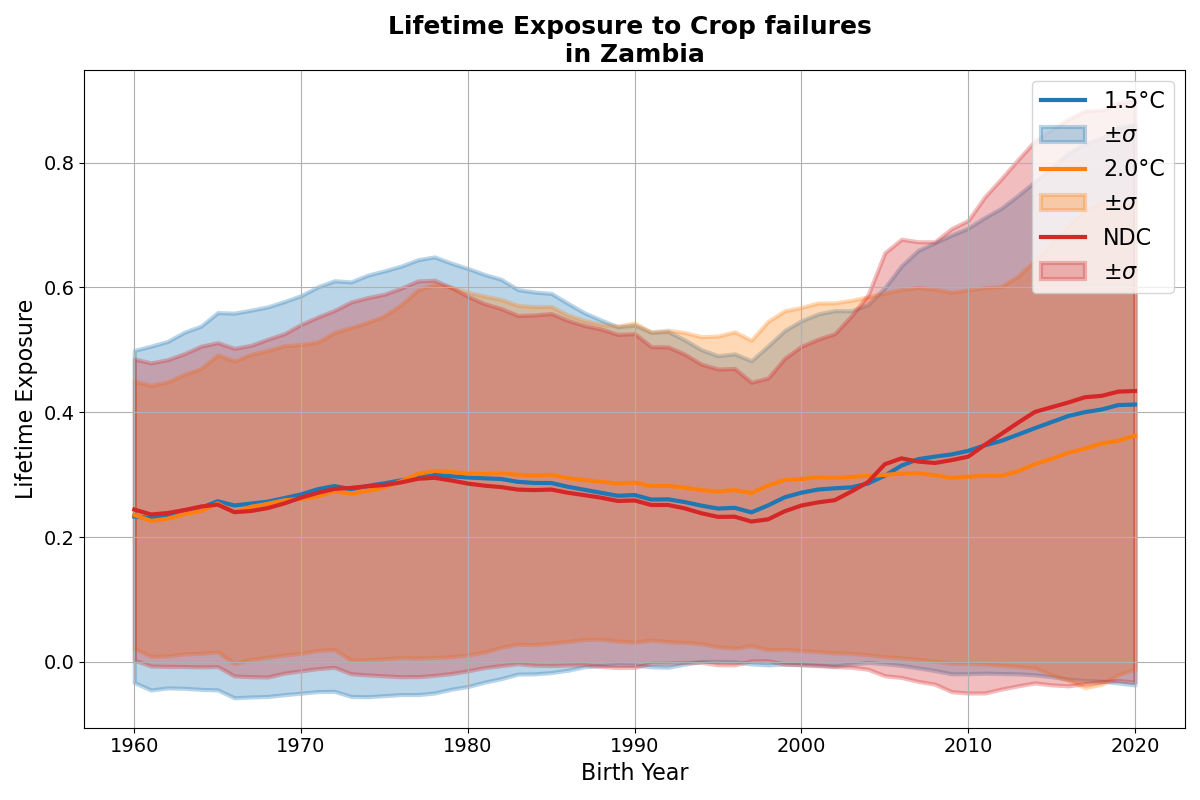 Lifetime Exposure to Crop failures
in Zambia
Lifetime Exposure
0.8
0.6
0.4
0.2
0.0
1.5°C
±σ
2.0°C
±σ
NDC
±σ
1960 1970 1980 1990 2000 2010 2020
Birth Year